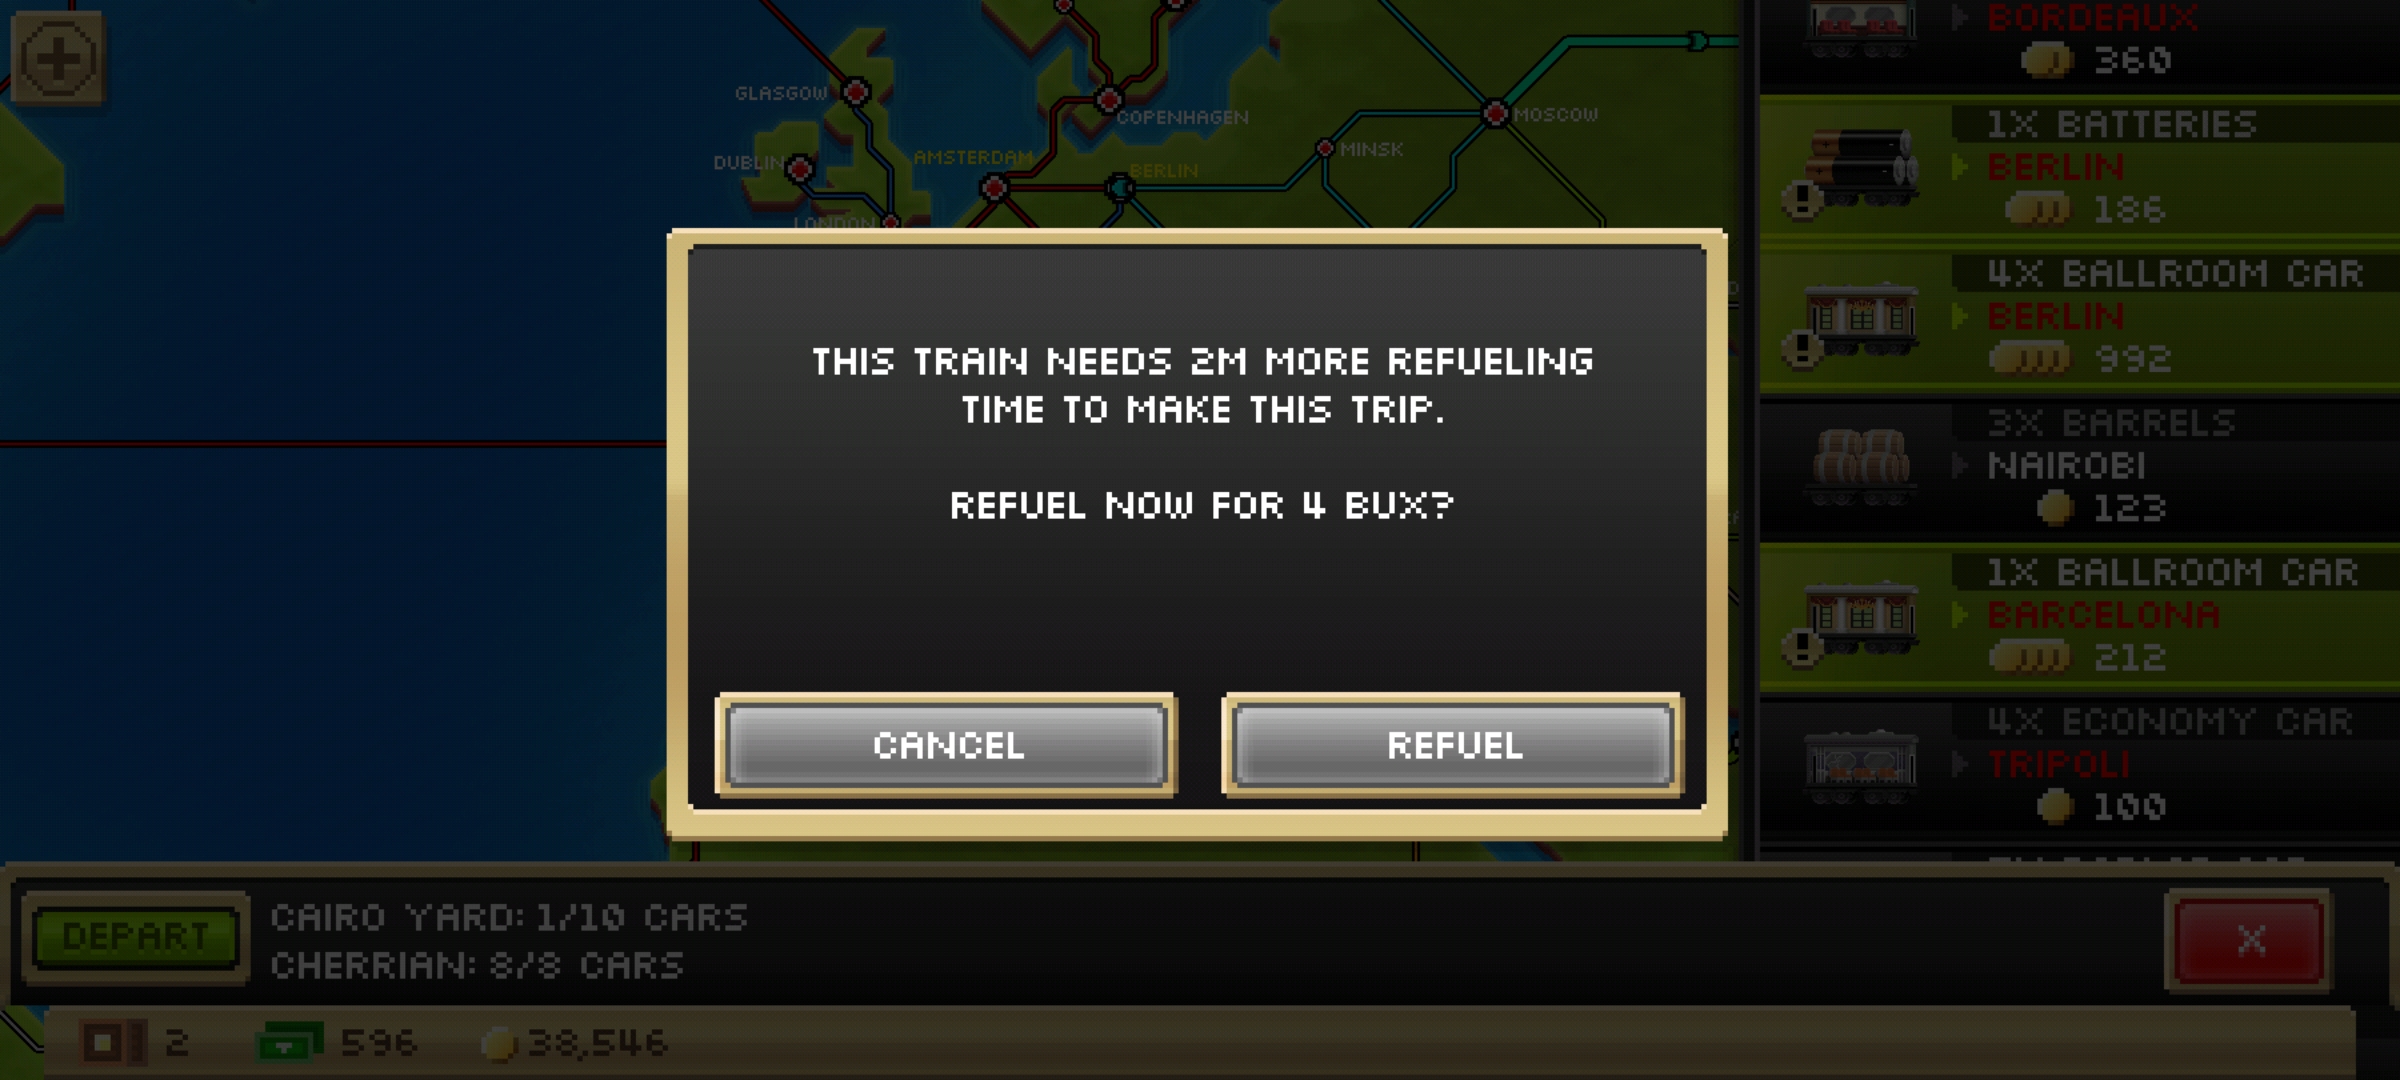 GLASGOW
DUBLIN
LONDON
AMSTERDAM
COPENHAGEN
BERLIN
MINSK
MOSCOW
BORDEAUX
360
1X BATTERIES
BERLIN
186
4X BALLROOM CAR
BERLIN
992
3X BARRELS
NAIROBI
123
1X BALLROOM CAR
BARCELONA
212
4X ECONOMY CAR
TRIPOLI
100
THIS TRAIN NEEDS 2M MORE REFUELING
TIME TO MAKE THIS TRIP.
REFUEL NOW FOR 4 BUX?
CANCEL
REFUEL
DEPART
CAIRO YARD: 1/10 CARS
CHERRIAN: 8/8 CARS
X
2
596
38,546